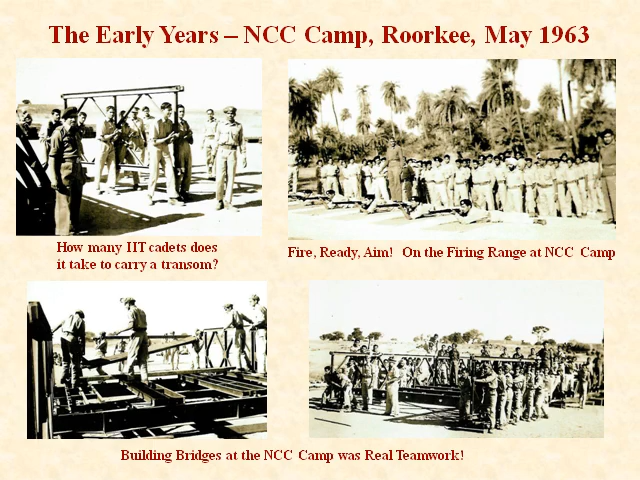 The Early Years – NCC Camp, Roorkee, May 1963
How many IIT cadets does
it take to carry a transom?
Fire, Ready, Aim!  On the Firing Range at NCC Camp
Building Bridges at the NCC Camp was Real Teamwork!